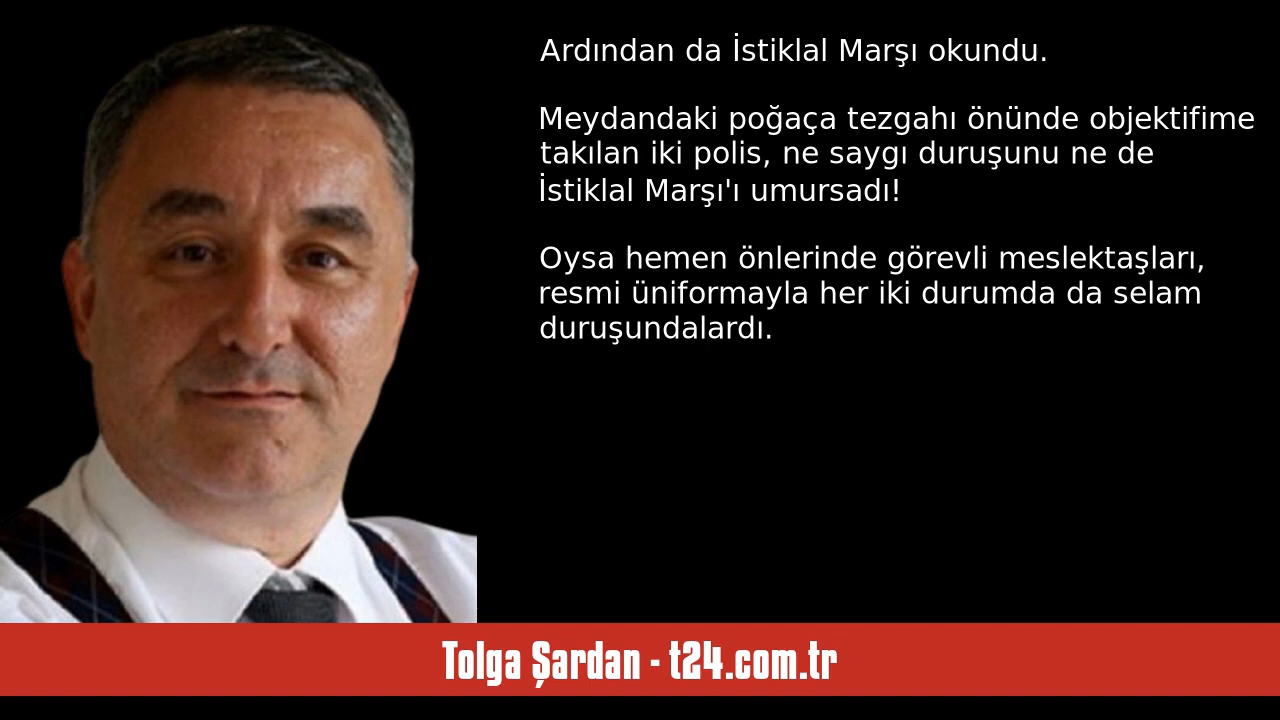 Ardından da İstiklal Marşı okundu.
Meydandaki poğaça tezgahı önünde objektifime
takılan iki polis, ne saygı duruşunu ne de
İstiklal Marşı'ı umursadı!
Oysa hemen önlerinde görevli meslektaşları,
resmi üniformayla her iki durumda da selam
duruşundalardı.
Tolga Şardan - t24.com.tr